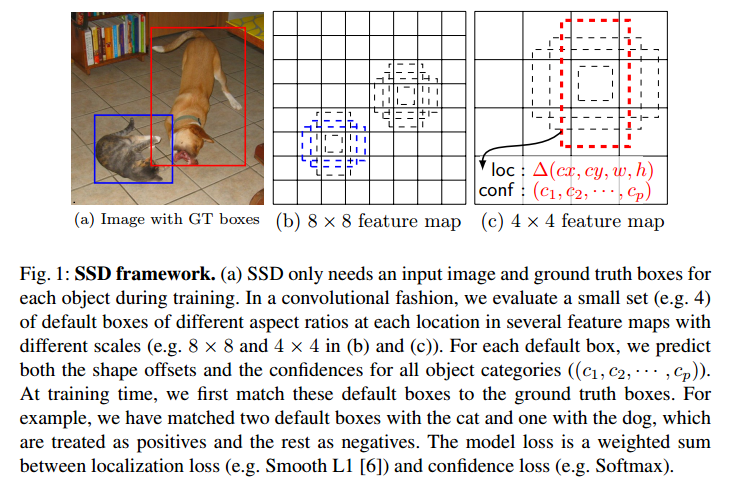 loc : Δ(cx, cy, w, h)
conf : (c₁, c₂, ⋯ , cₚ)
(a) Image with GT boxes (b) 8 × 8 feature map (c) 4 × 4 feature map
Fig. 1: SSD framework. (a) SSD only needs an input image and ground truth boxes for
each object during training. In a convolutional fashion, we evaluate a small set (e.g. 4)
of default boxes of different aspect ratios at each location in several feature maps with
different scales (e.g. 8 × 8 and 4 × 4 in (b) and (c)). For each default box, we predict
both the shape offsets and the confidences for all object categories ((c₁, c₂, ⋯ , cₚ)).
At training time, we first match these default boxes to the ground truth boxes. For
example, we have matched two default boxes with the cat and one with the dog, which
are treated as positives and the rest as negatives. The model loss is a weighted sum
between localization loss (e.g. Smooth L1 [6]) and confidence loss (e.g. Softmax).